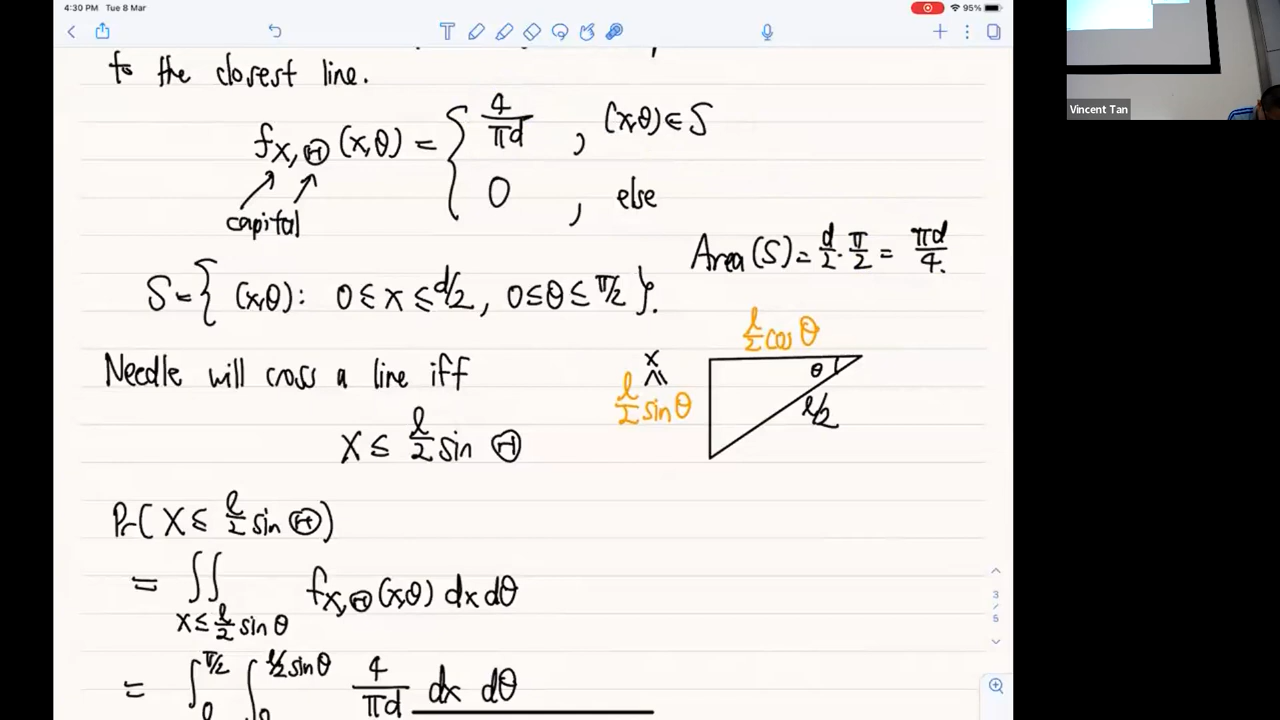 4:30 PM Tue 8 Mar
95%
Vincent Tan
to the closest line.
f_{X,Θ}(x,θ) = { 4/πd , (x,θ) ∈ S
0 , else
capital
Area(S) = d/2 · π/2 = πd/4.
S = { (x,θ): 0 ≤ x ≤ d/2, 0 ≤ θ ≤ π/2 }.
l/2 cos θ
Needle will cross a line iff
x
θ
l/2 sin θ
l/2
X ≤ l/2 sin Θ
Pr( X ≤ l/2 sin Θ )
= ∬_{x ≤ l/2 sin θ} f_{X,Θ}(x,θ) dx dθ
3
/
5
= ∫_0^{π/2} ∫_0^{l/2 sin θ} 4/πd dx dθ